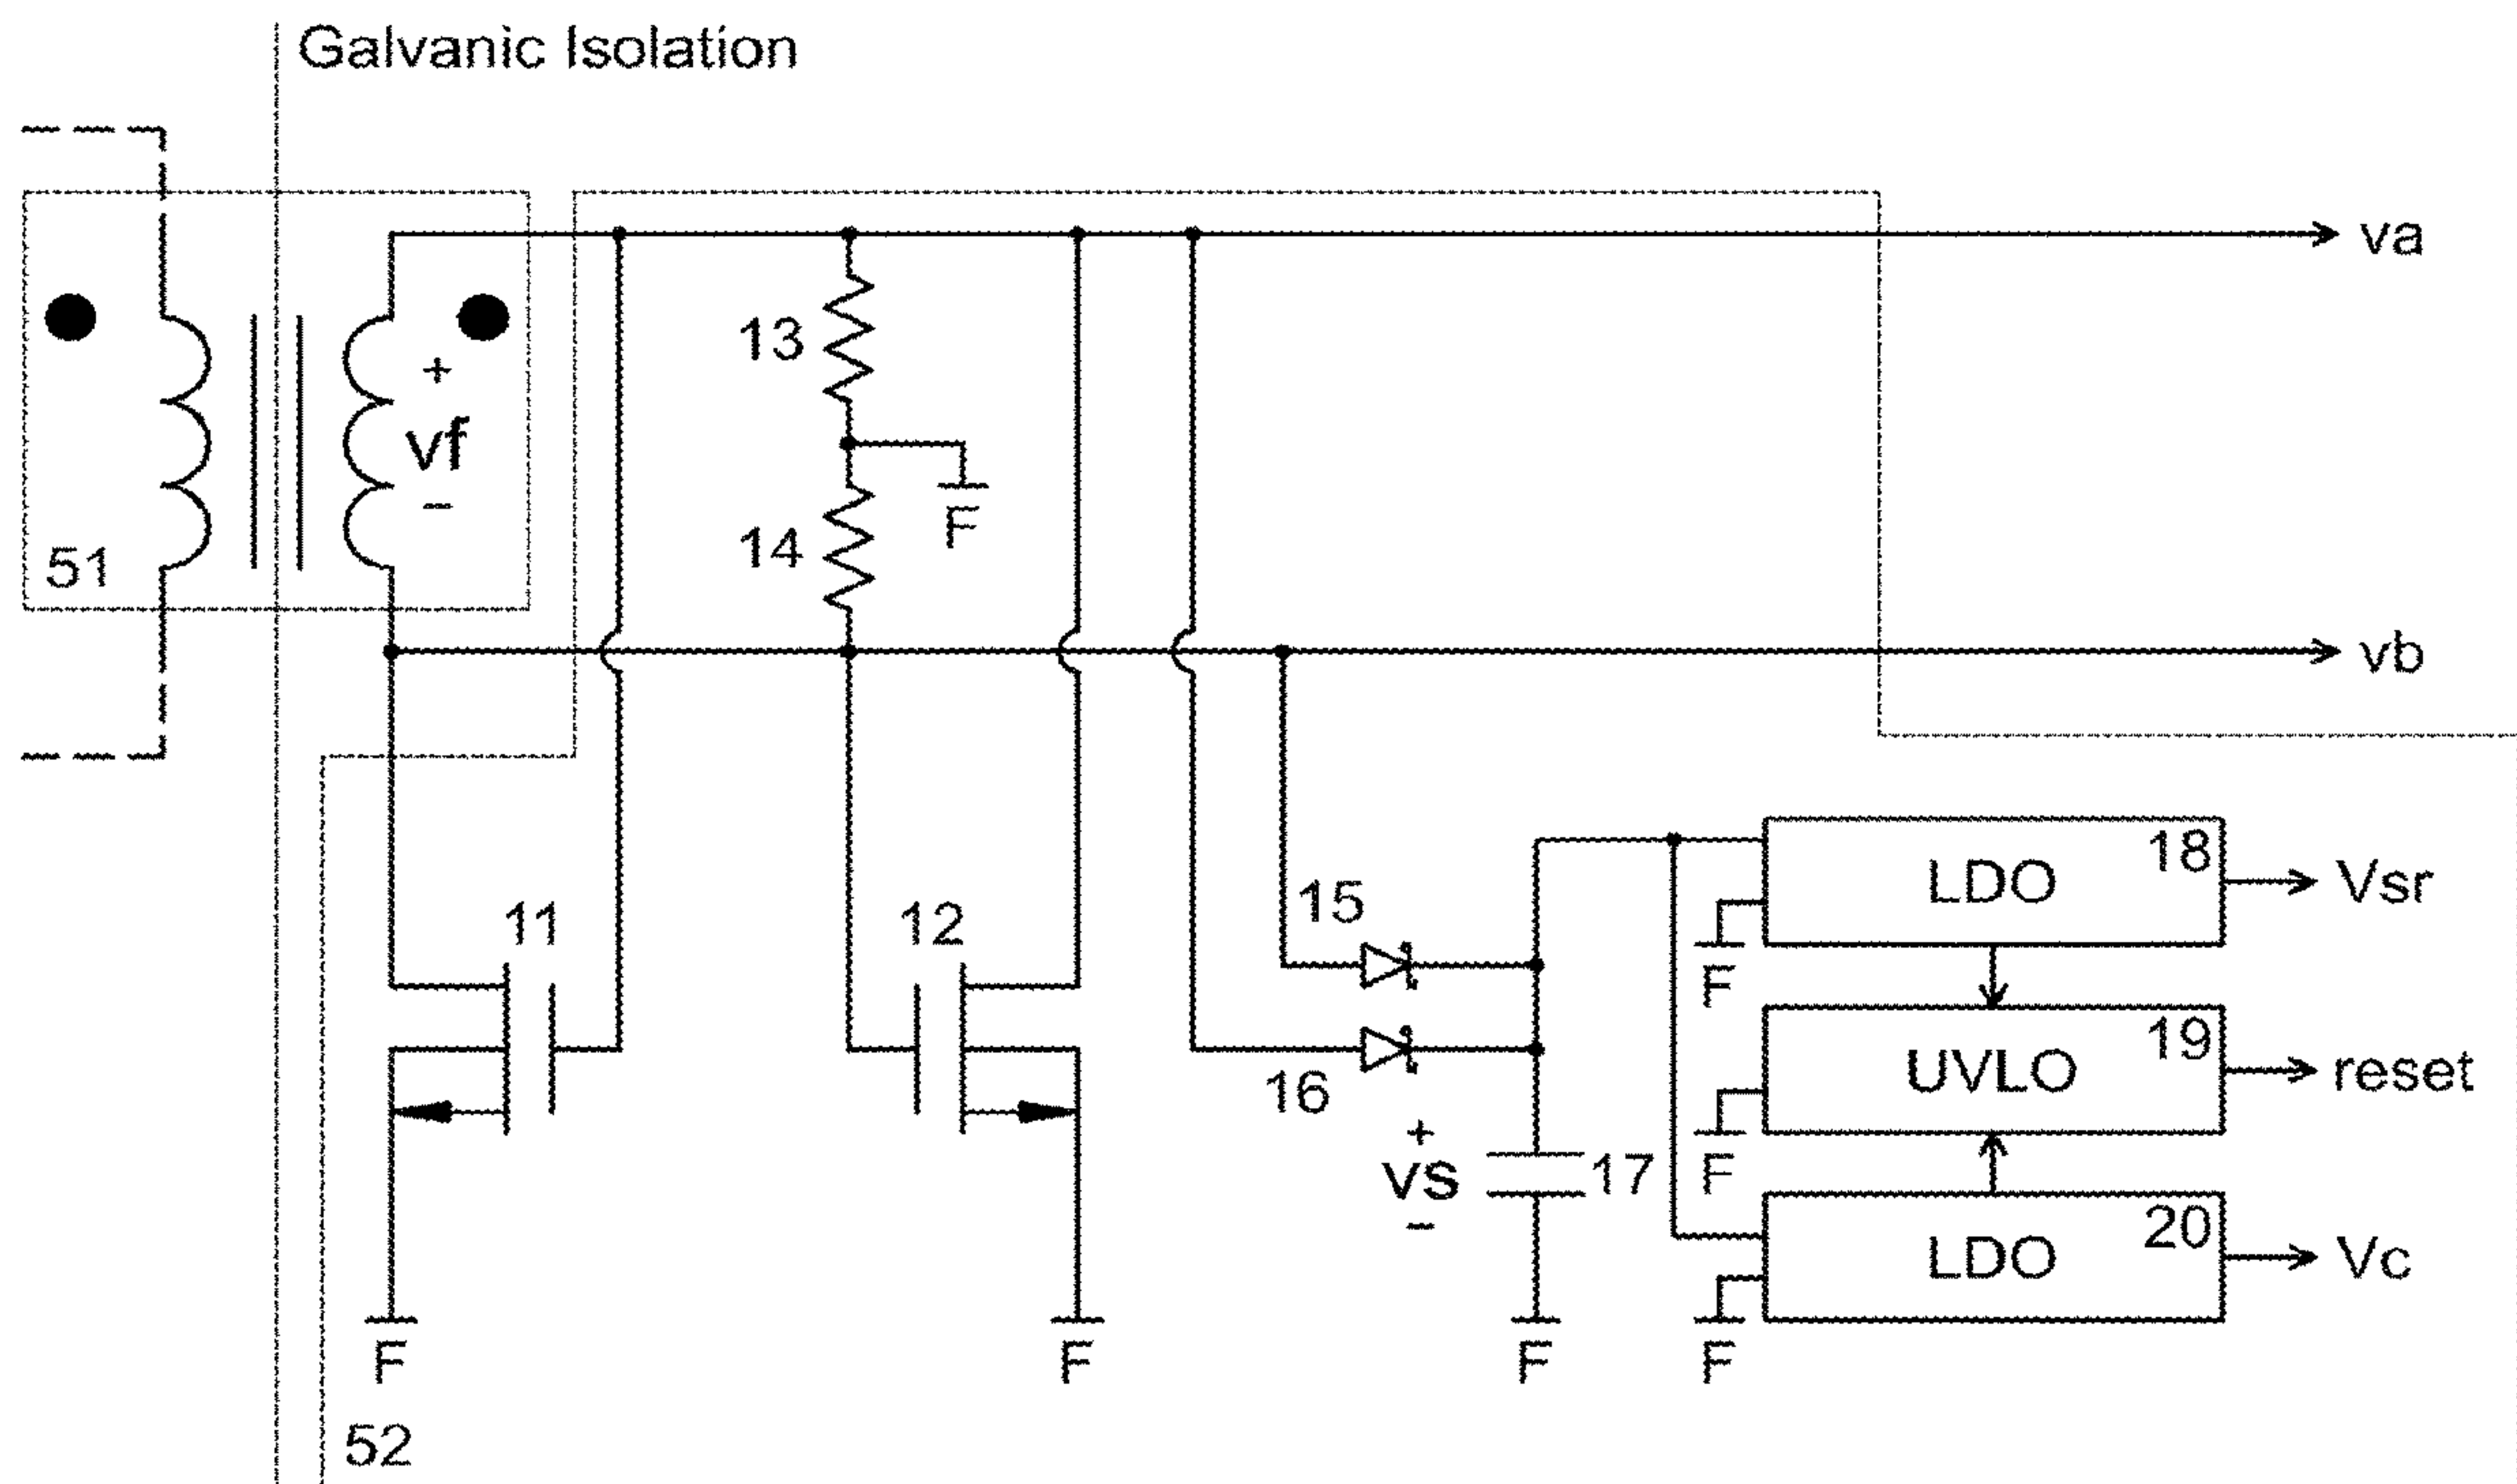 Galvanic Isolation
va
13
+
vf
−
F
14
51
vb
18
LDO
Vsr
15
11
12
F
19
UVLO
reset
16
+
vs
−
17
F
20
LDO
Vc
F
F
F
F
52